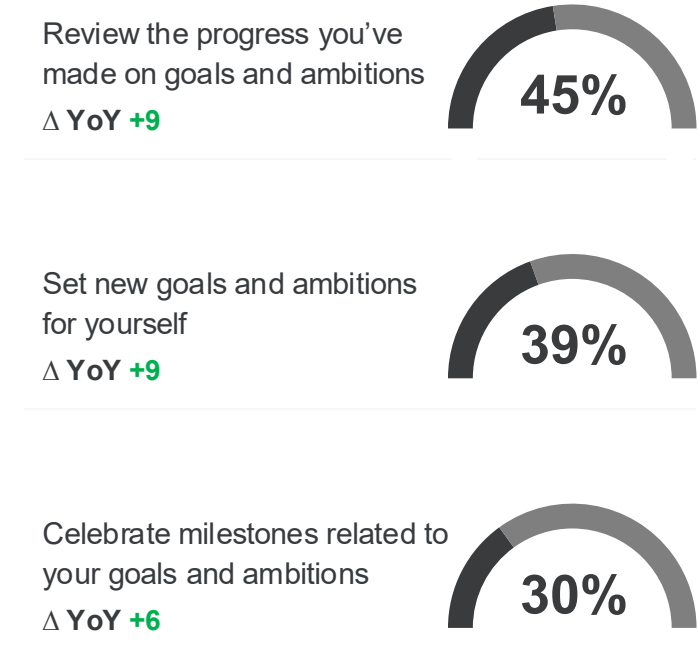 Review the progress you’ve
made on goals and ambitions
Δ YoY +9
45%
Set new goals and ambitions
for yourself
Δ YoY +9
39%
Celebrate milestones related to
your goals and ambitions
Δ YoY +6
30%